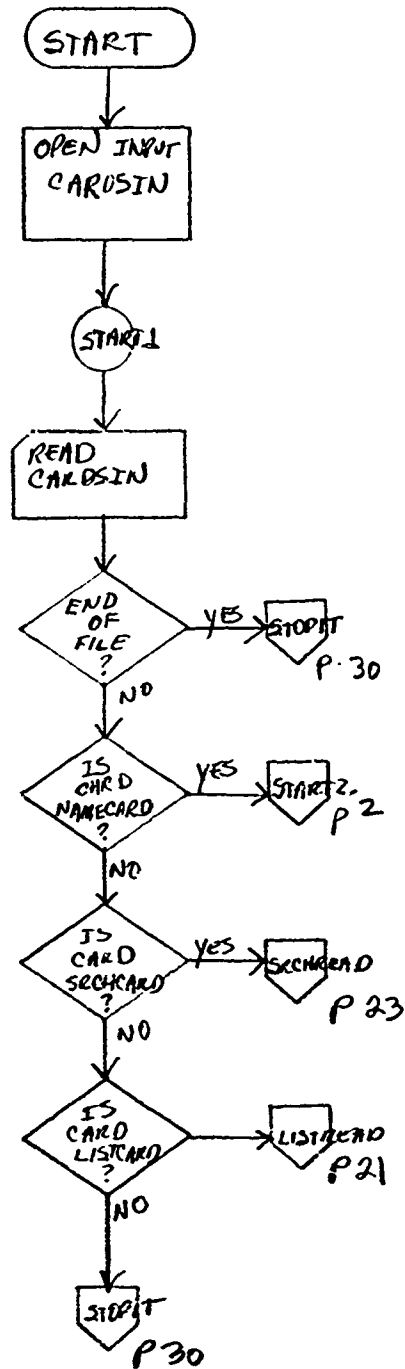 START
OPEN INPUT
CARDSIN
START1
READ
CARDSIN
END
OF
FILE
?
YES
STOPIT
P. 30
NO
IS
CARD
NAMECARD
?
YES
START2
P 2
NO
IS
CARD
SRCHCARD
?
YES
SRCHREAD
P 23
NO
IS
CARD
LISTCARD
?
LISTREAD
P 21
NO
STOPIT
P 30